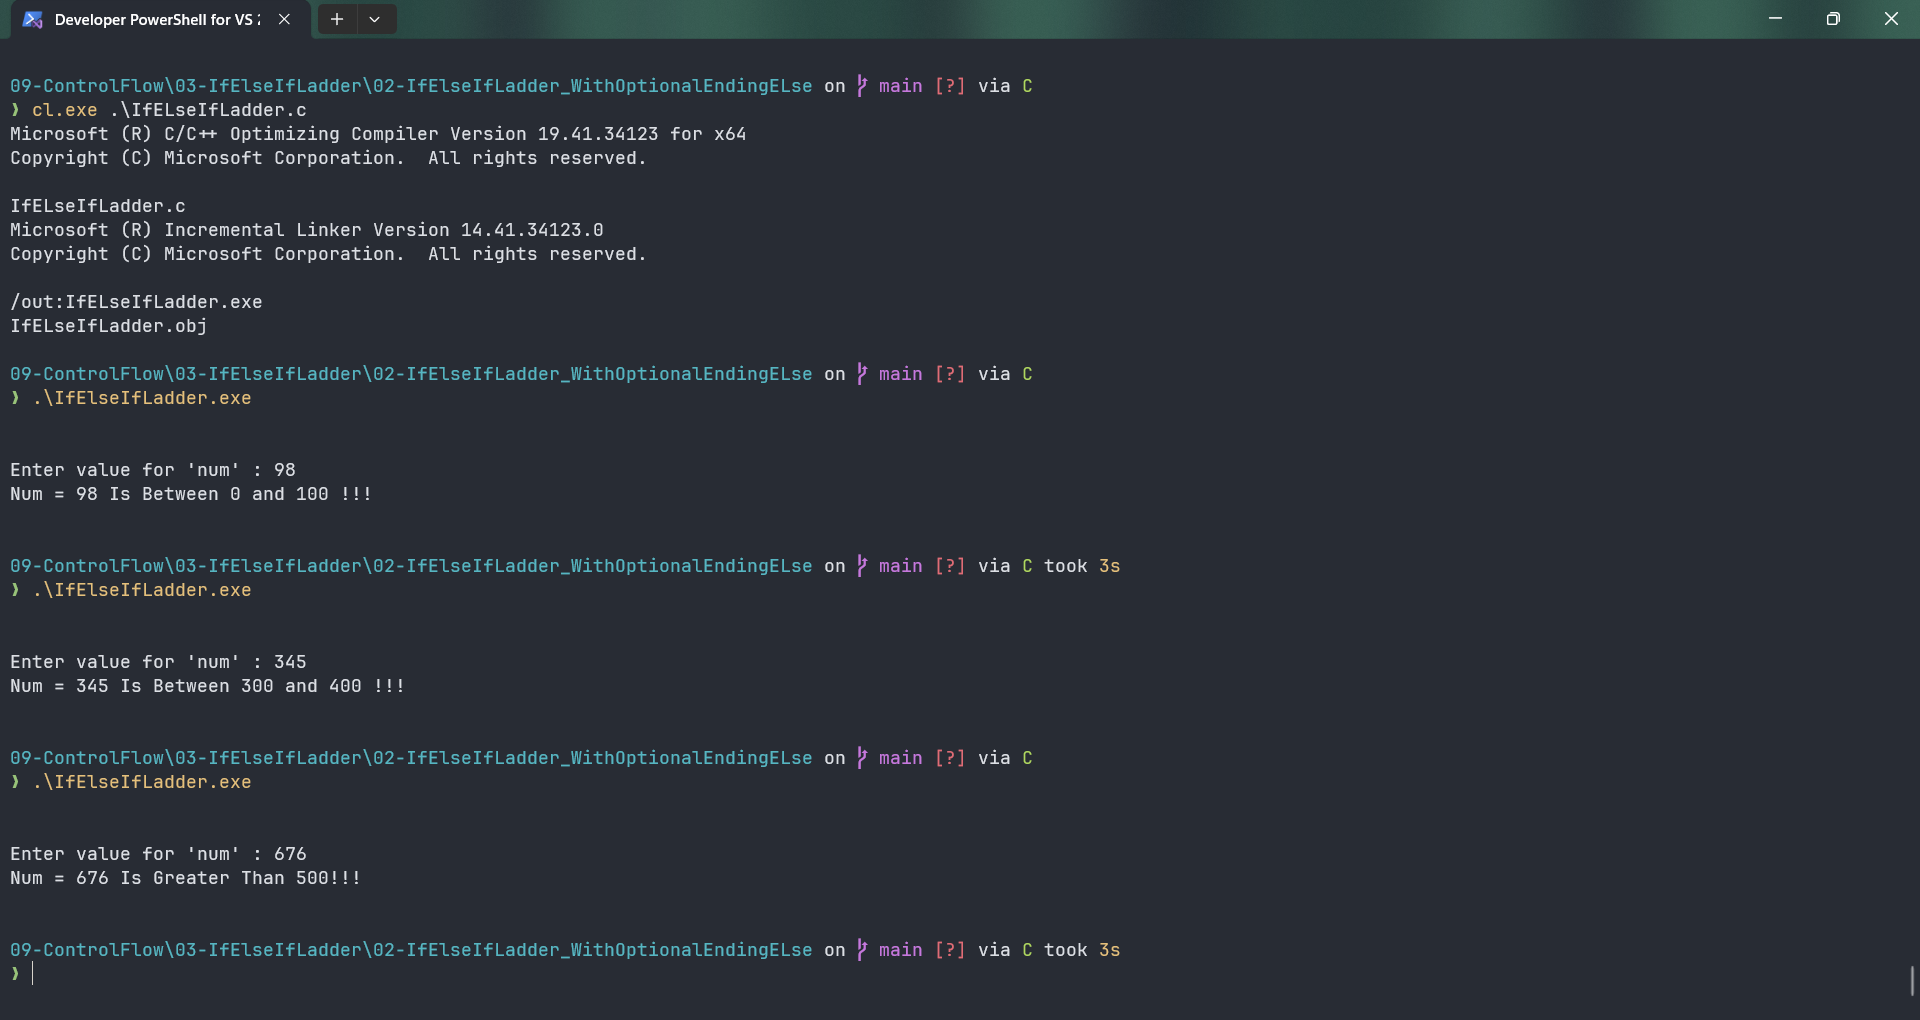 Developer PowerShell for VS 2
09-ControlFlow\03-IfElseIfLadder\02-IfElseIfLadder_WithOptionalEndingELse on main [?] via C
❯ cl.exe .\IfELseIfLadder.c
Microsoft (R) C/C++ Optimizing Compiler Version 19.41.34123 for x64
Copyright (C) Microsoft Corporation.  All rights reserved.
IfELseIfLadder.c
Microsoft (R) Incremental Linker Version 14.41.34123.0
Copyright (C) Microsoft Corporation.  All rights reserved.
/out:IfELseIfLadder.exe
IfELseIfLadder.obj
09-ControlFlow\03-IfElseIfLadder\02-IfElseIfLadder_WithOptionalEndingELse on main [?] via C
❯ .\IfElseIfLadder.exe
Enter value for 'num' : 98
Num = 98 Is Between 0 and 100 !!!
09-ControlFlow\03-IfElseIfLadder\02-IfElseIfLadder_WithOptionalEndingELse on main [?] via C took 3s
❯ .\IfElseIfLadder.exe
Enter value for 'num' : 345
Num = 345 Is Between 300 and 400 !!!
09-ControlFlow\03-IfElseIfLadder\02-IfElseIfLadder_WithOptionalEndingELse on main [?] via C
❯ .\IfElseIfLadder.exe
Enter value for 'num' : 676
Num = 676 Is Greater Than 500!!!
09-ControlFlow\03-IfElseIfLadder\02-IfElseIfLadder_WithOptionalEndingELse on main [?] via C took 3s
❯